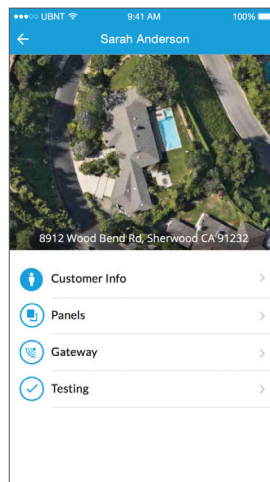 UBNT 9:41 AM 100%
Sarah Anderson
8912 Wood Bend Rd, Sherwood CA 91232
Customer Info
Panels
Gateway
Testing